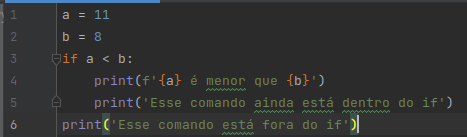 1 a = 11
2 b = 8
3 if a < b:
4 print(f'{a} é menor que {b}')
5 print('Esse comando ainda está dentro do if')
6 print('Esse comando está fora do if')